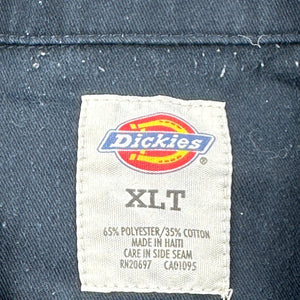 Dickies ®
XLT
65% POLYESTER/35% COTTON
MADE IN HAITI
CARE IN SIDE SEAM
RN20697 CA01095